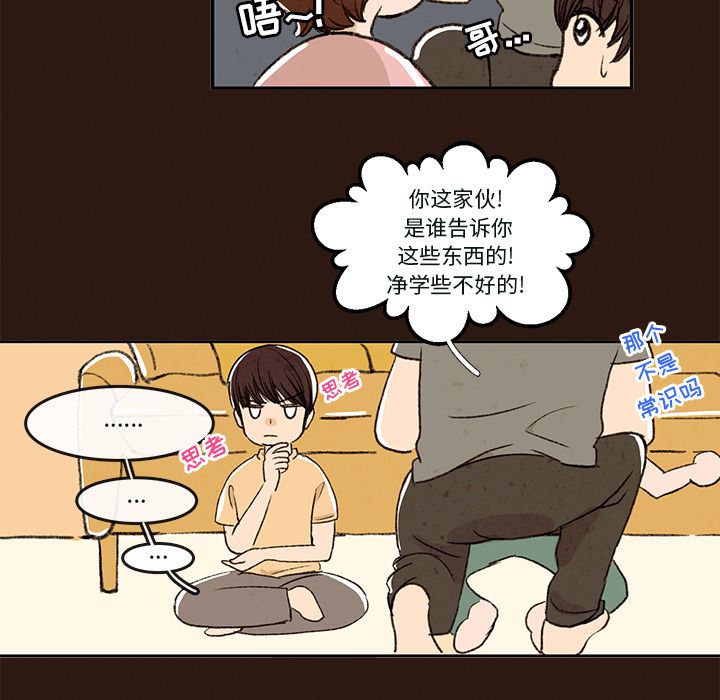 唔~!
哥...
你这家伙!
是谁告诉你
这些东西的!
净学些不好的!
那个
不是
常识吗
思考
思考
......
...
...